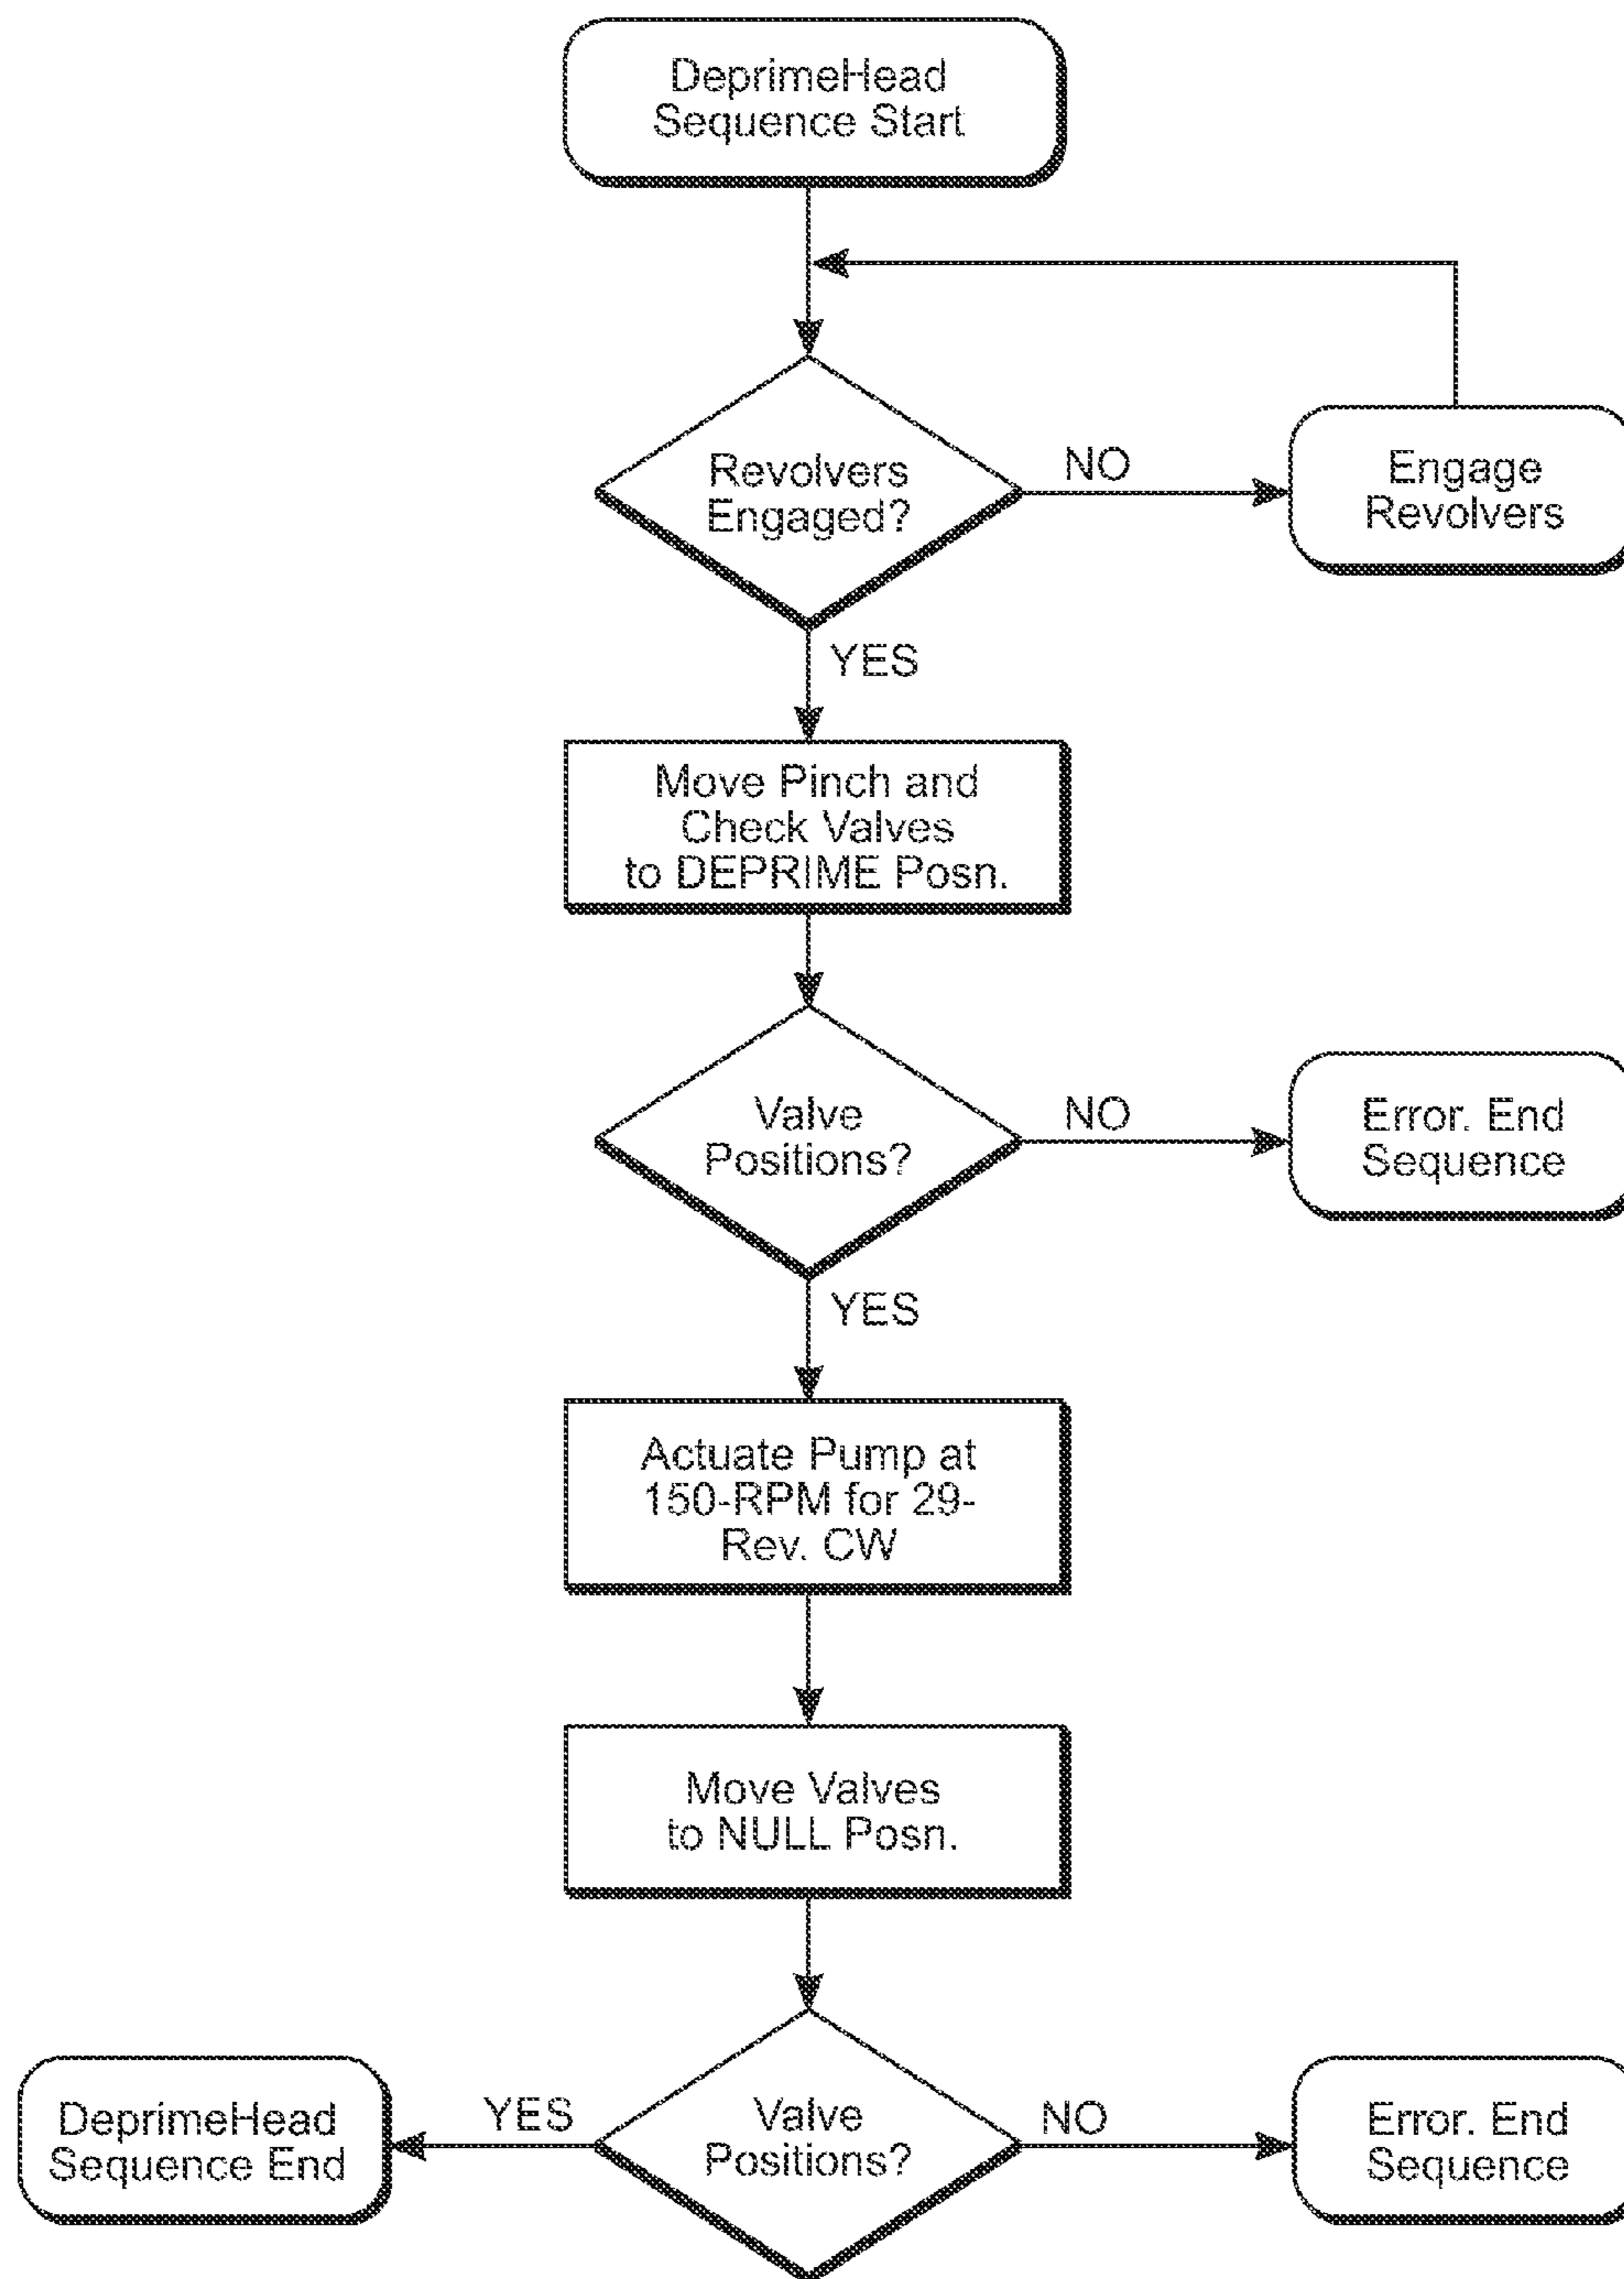 DeprimeHead
Sequence Start
Revolvers
Engaged?
NO
Engage
Revolvers
YES
Move Pinch and
Check Valves
to DEPRIME Posn.
Valve
Positions?
NO
Error. End
Sequence
YES
Actuate Pump at
150-RPM for 29-
Rev. CW
Move Valves
to NULL Posn.
DeprimeHead
Sequence End
YES
Valve
Positions?
NO
Error. End
Sequence